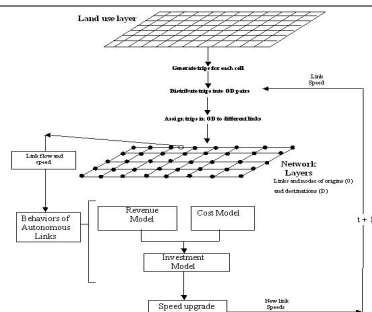 Land use layer
Generate trips for each cell
Distribute trips into OD pairs
Link
Speed
Assign trips in OD to different links
Link flow and
speed
Network
Layers
Links and nodes of origins (0)
and destinations (D)
Behaviors of
Autonomous
Links
Revenue
Model
Cost Model
t + 1
Investment
Model
Speed upgrade
New link
Speeds